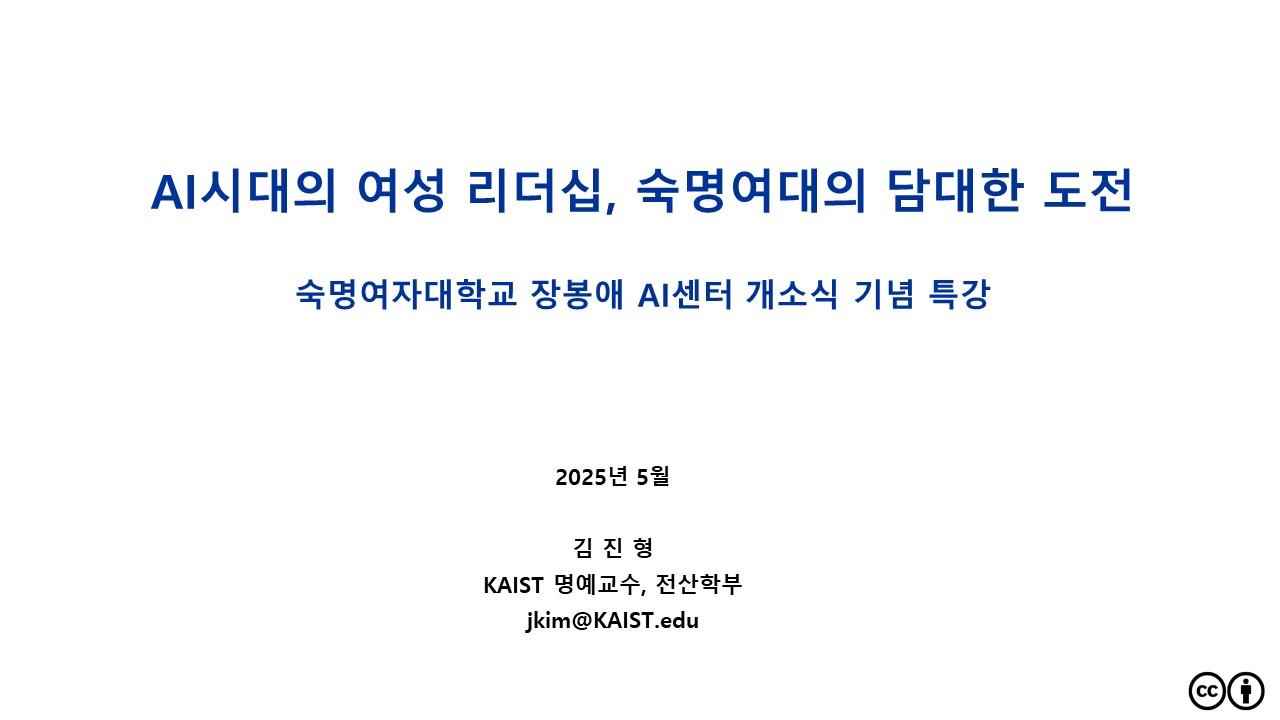 AI시대의 여성 리더십, 숙명여대의 담대한 도전
숙명여자대학교 장봉애 AI센터 개소식 기념 특강
2025년 5월
김 진 형
KAIST 명예교수, 전산학부
jkim@KAIST.edu
cc